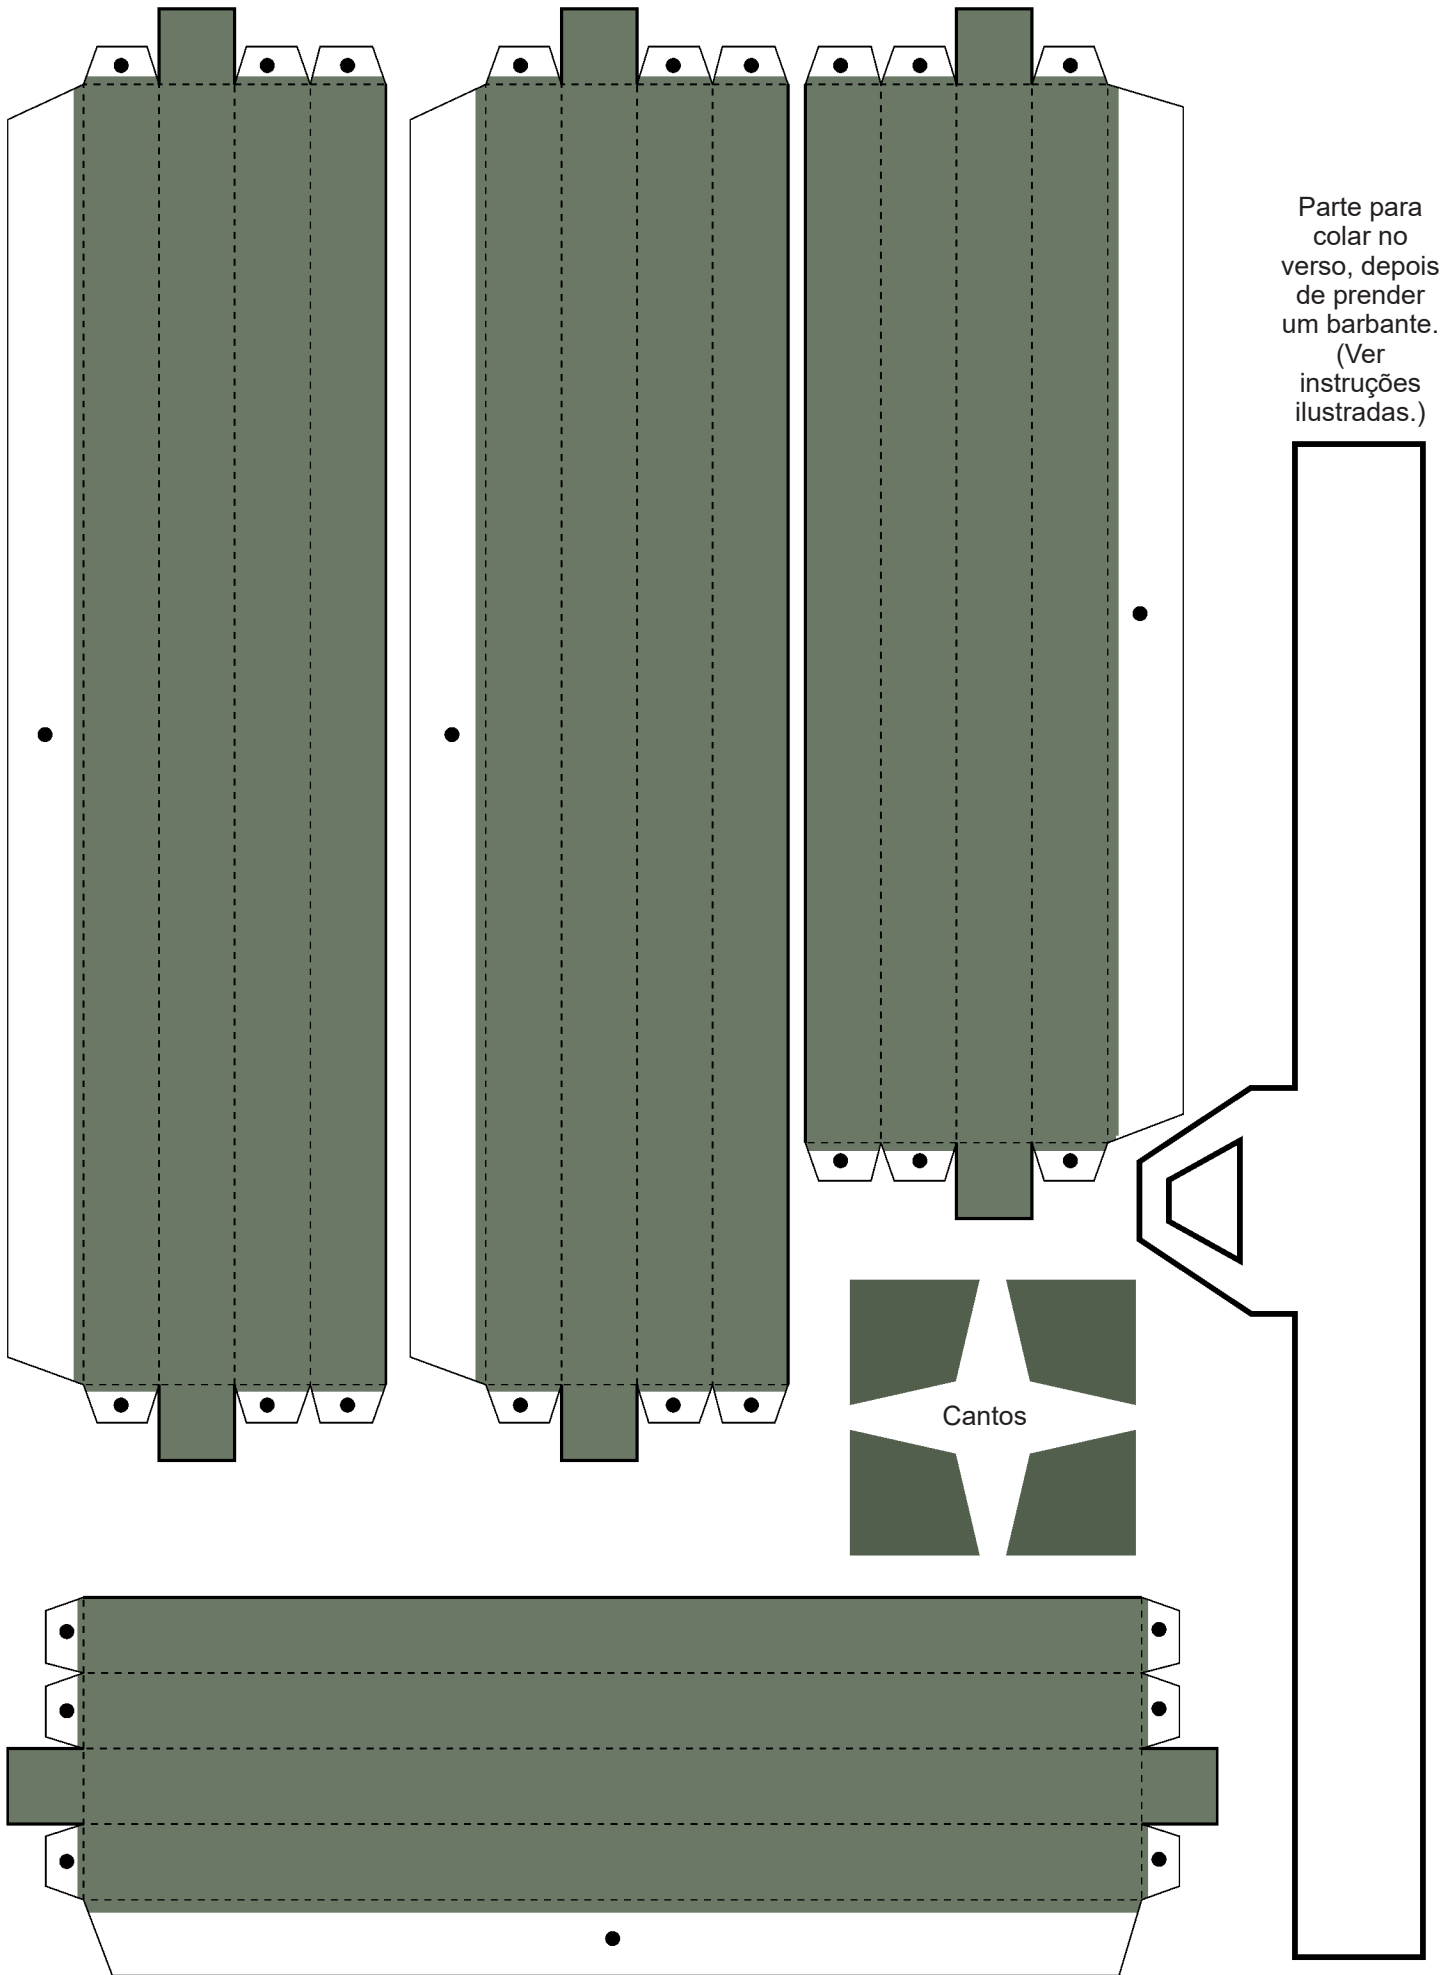 Parte para
colar no
verso, depois
de prender
um barbante.
(Ver
instruções
ilustradas.)
Cantos